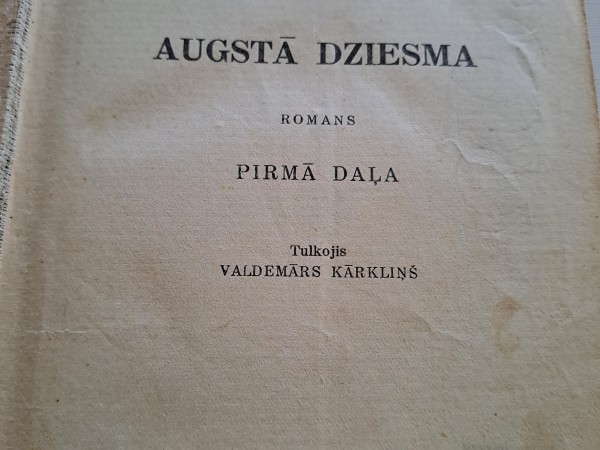 AUGSTĀ DZIESMA
ROMANS
PIRMĀ DAĻA
Tulkojis
VALDEMĀRS KĀRKLIŅŠ